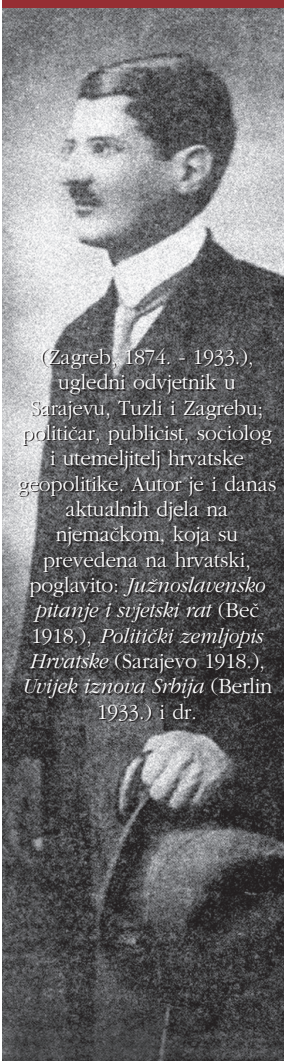 (Zagreb, 1874. - 1933.),
ugledni odvjetnik u
Sarajevu, Tuzli i Zagrebu;
političar, publicist, sociolog
i utemeljitelj hrvatske
geopolitike. Autor je i danas
aktualnih djela na
njemačkom, koja su
prevedena na hrvatski,
poglavito: Južnoslavensko
pitanje i svjetski rat (Beč
1918.), Politički zemljopis
Hrvatske (Sarajevo 1918.),
Uvijek iznova Srbija (Berlin
1933.) i dr.